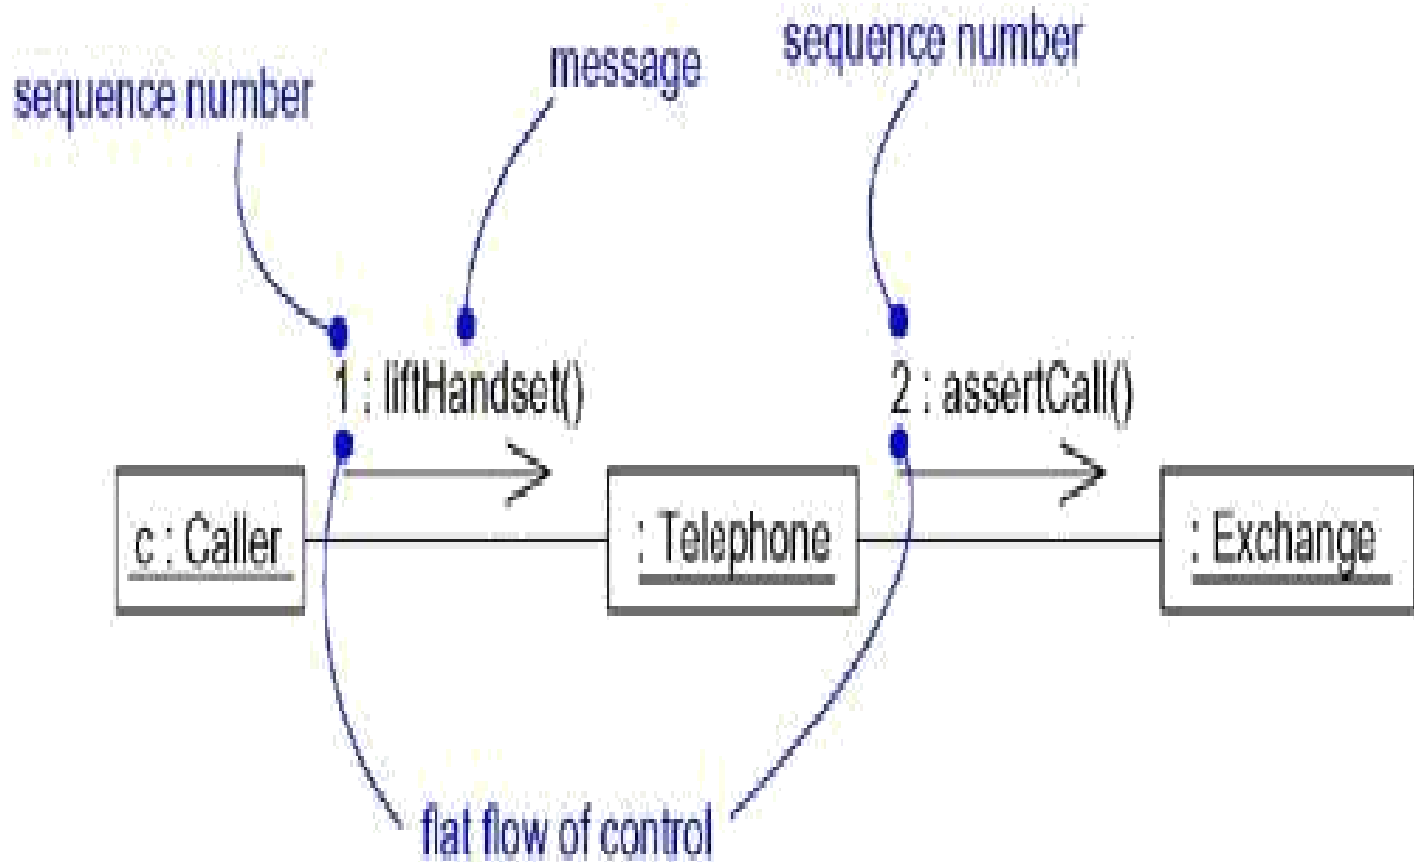 sequence number
message
sequence number
1 : liftHandset()
2 : assertCall()
c : Caller
: Telephone
: Exchange
flat flow of control